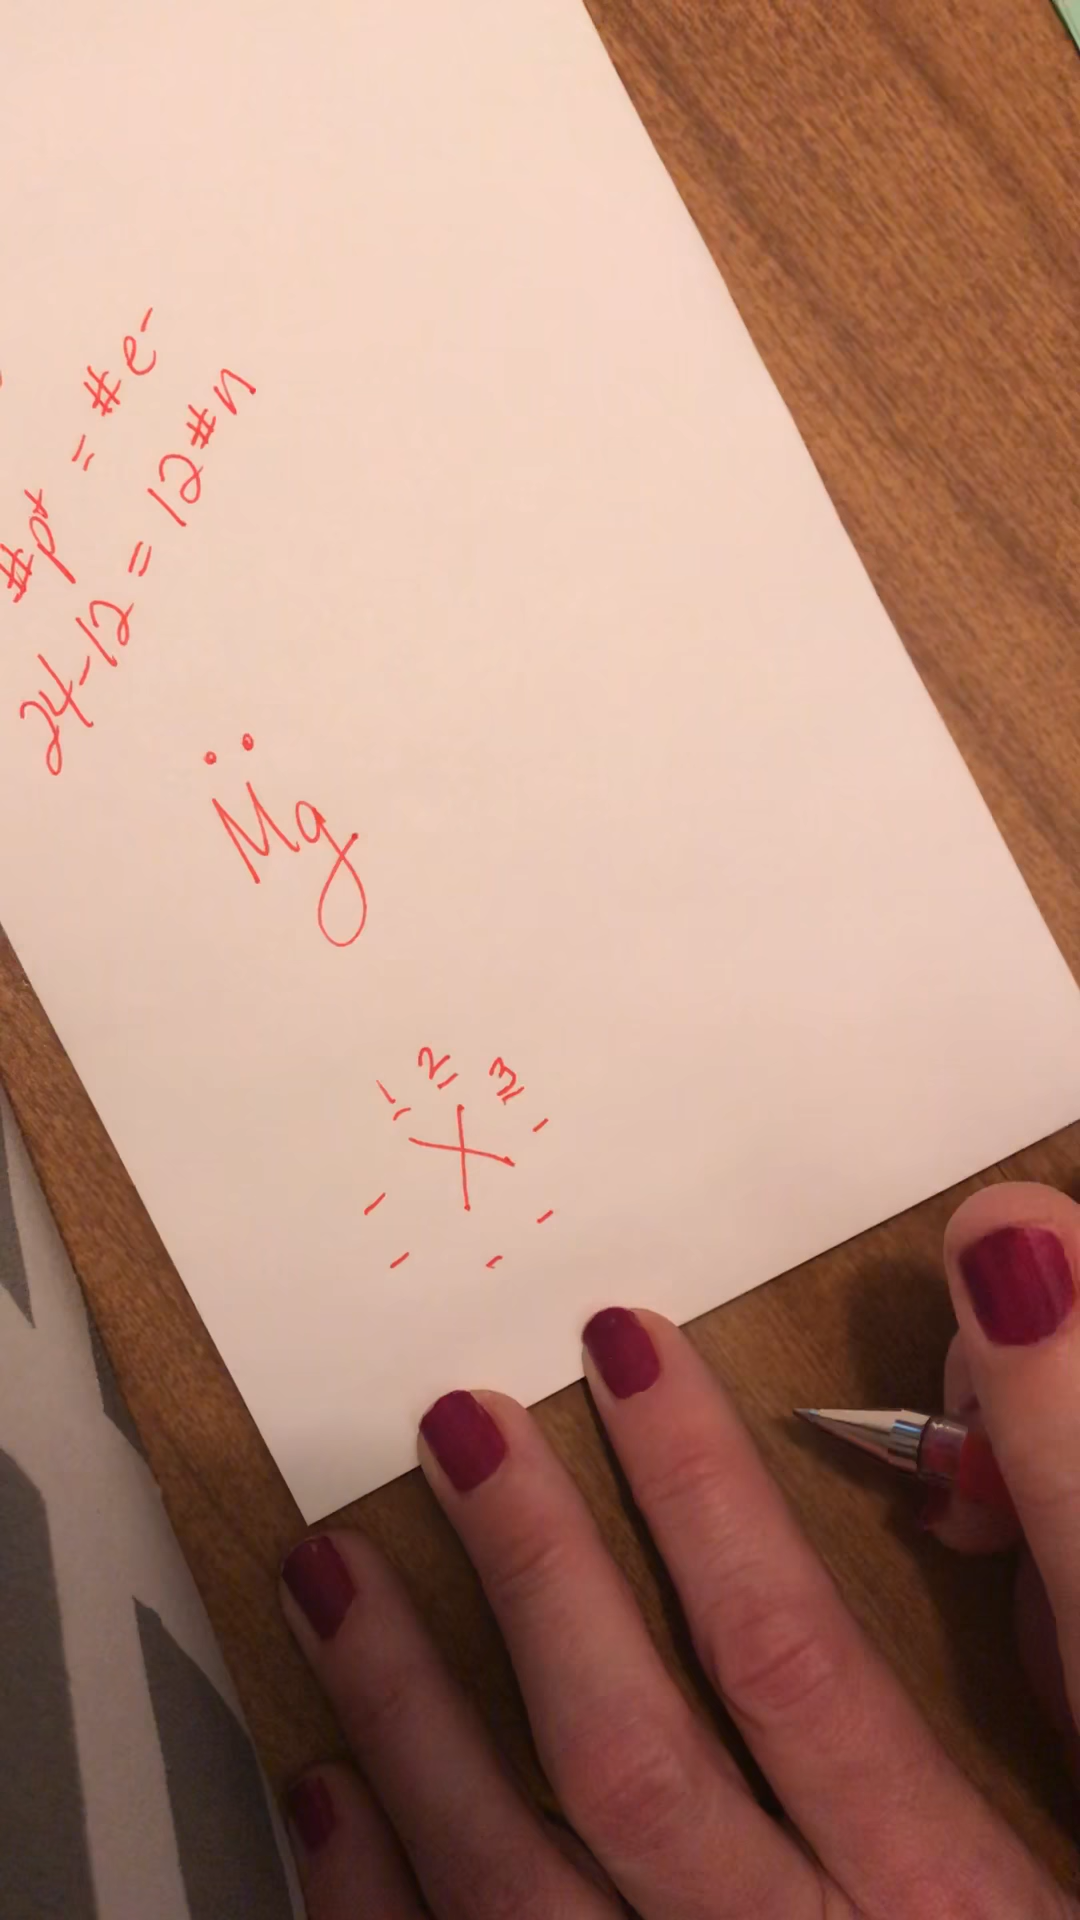 #p+ = #e-
24-12 = 12 #n
Mg
1 2 3
X